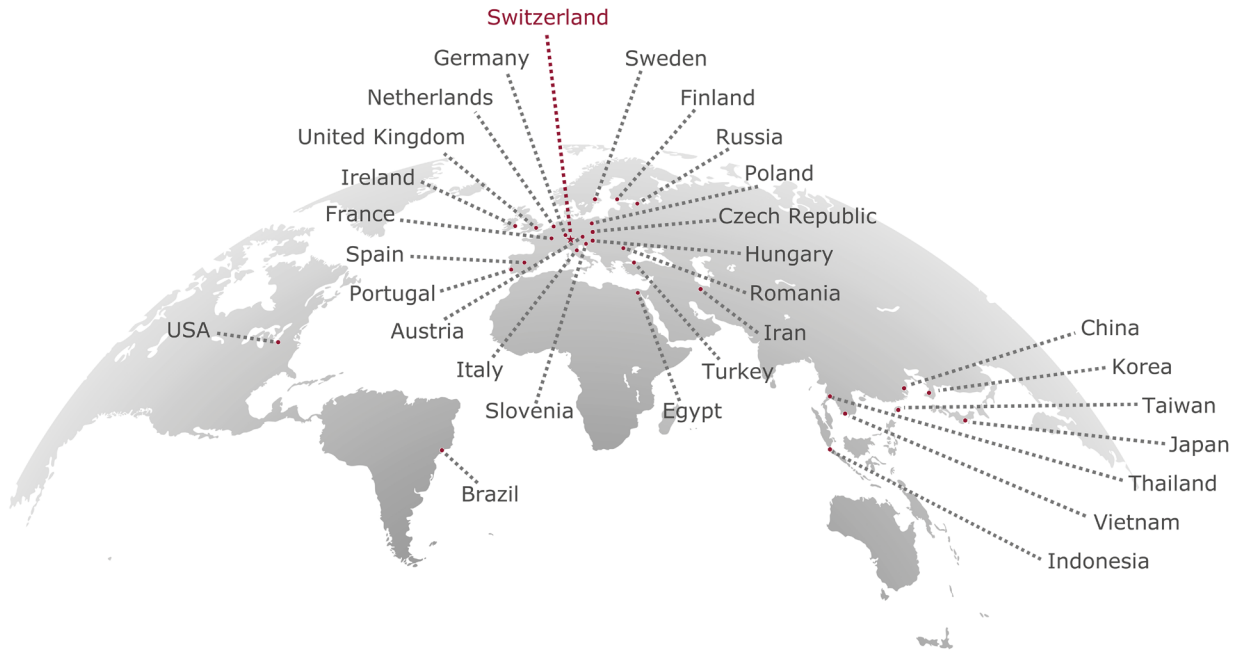 Switzerland
Germany
Sweden
Netherlands
Finland
United Kingdom
Russia
Ireland
Poland
France
Czech Republic
Spain
Hungary
Portugal
Romania
USA
Austria
Iran
China
Italy
Turkey
Korea
Slovenia
Egypt
Taiwan
Japan
Thailand
Brazil
Vietnam
Indonesia